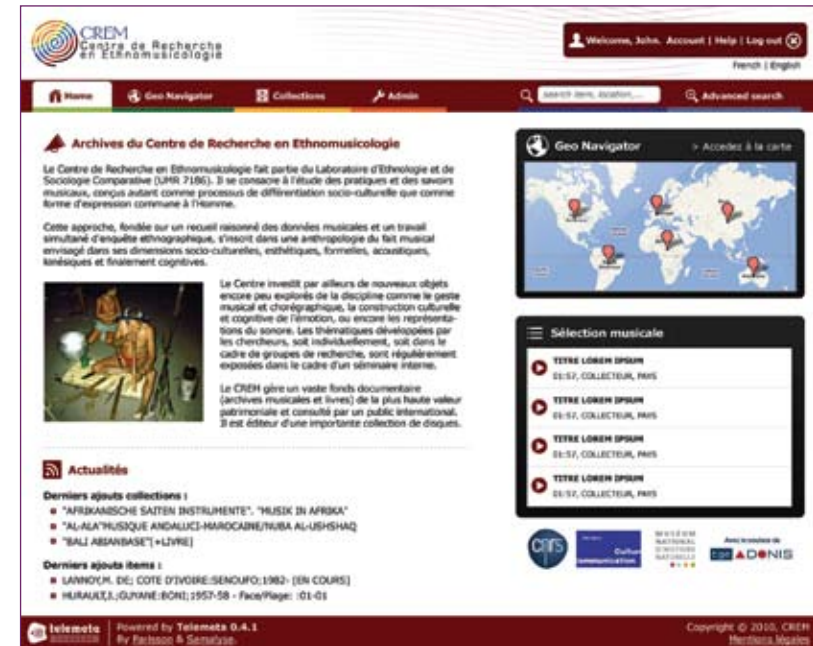 CREM
Centre de Recherche
en Ethnomusicologie
Welcome, John. Account | Help | Log out
French | English
Home
Geo Navigator
Collections
Admin
search item, location,...
Advanced search
Archives du Centre de Recherche en Ethnomusicologie
Le Centre de Recherche en Ethnomusicologie fait partie du Laboratoire d'Ethnologie et de
Sociologie Comparative (UMR 7186). Il se consacre à l'étude des pratiques et des savoirs
musicaux, conçus autant comme processus de différentiation socio-culturelle que comme
forme d'expression commune à l'Homme.
Cette approche, fondée sur un recueil raisonné des données musicales et un travail
simultané d'enquête ethnographique, s'inscrit dans une anthropologie du fait musical
envisagé dans ses dimensions socio-culturelles, esthétiques, formelles, acoustiques,
kinésiques et finalement cognitives.
Le Centre investit par ailleurs de nouveaux objets
encore peu explorés de la discipline comme le geste
musical et chorégraphique, la construction culturelle
et cognitive de l'émotion, ou encore les représenta-
tions du sonore. Les thématiques développées par
les chercheurs, soit individuellement, soit dans le
cadre de groupes de recherche, sont régulièrement
exposées dans le cadre d'un séminaire interne.
Le CREM gère un vaste fonds documentaire
(archives musicales et livres) de la plus haute valeur
patrimoniale et consulté par un public international.
Il est éditeur d'une importante collection de disques.
Actualités
Derniers ajouts collections :
"AFRIKANISCHE SAITEN INSTRUMENTE". "MUSIK IN AFRIKA"
"AL-ALA"MUSIQUE ANDALUCI-MAROCAINE/NUBA AL-USHSHAQ
"BALI ABIANBASE"[+LIVRE]
Derniers ajouts items :
LANNOY,M. DE; COTE D'IVOIRE:SENOUFO;1982- [EN COURS]
HURAULT,J.;GUYANE:BONI;1957-58 - Face/Plage: :01-01
Geo Navigator
> Accedez à la carte
Sélection musicale
TITRE LOREM IPSUM
01:57, COLLECTEUR, PAYS
TITRE LOREM IPSUM
01:57, COLLECTEUR, PAYS
TITRE LOREM IPSUM
01:57, COLLECTEUR, PAYS
TITRE LOREM IPSUM
01:57, COLLECTEUR, PAYS
cnrs
Culture
Communication
MUSÉUM
NATIONAL
D'HISTOIRE
NATURELLE
ADONIS
telemeta
Powered by Telemeta 0.4.1
By Parisson & Samalyse.
Copyright © 2010, CREM
Mentions légales